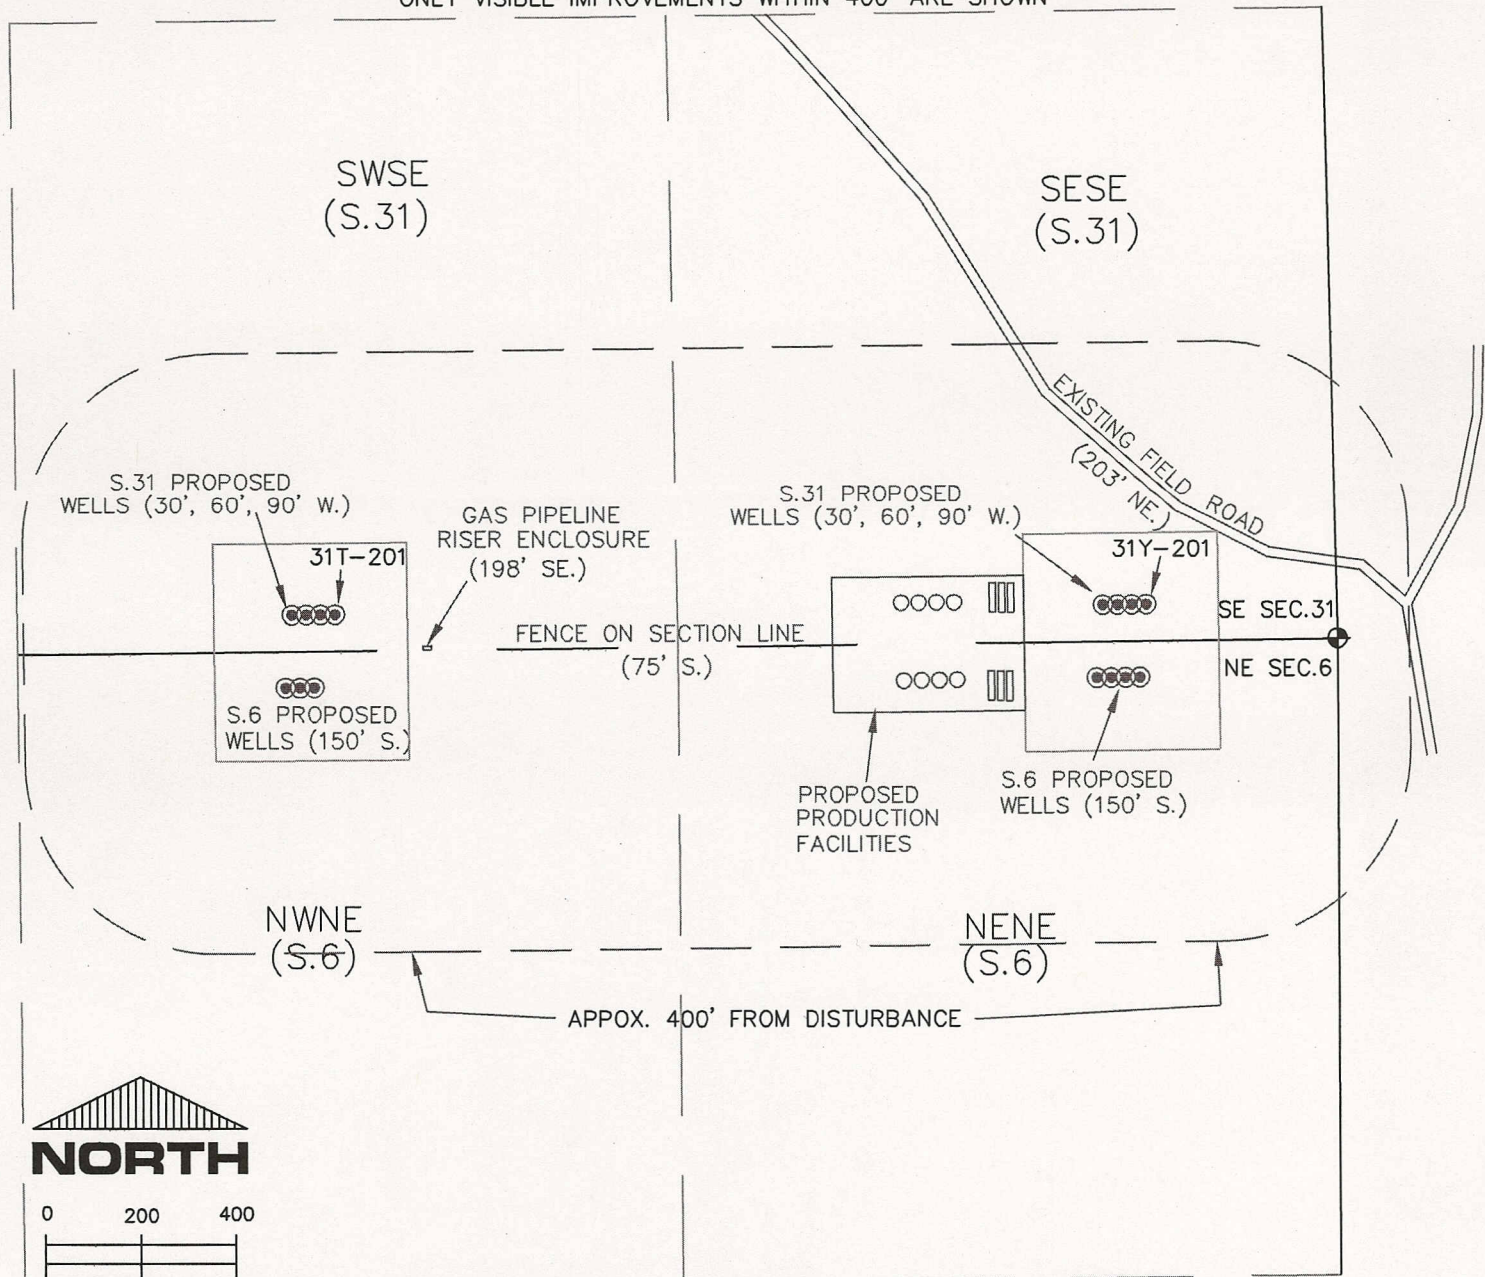 ONLY VISIBLE IMPROVEMENTS WITHIN 400' ARE SHOWN
SWSE
(S.31)
SESE
(S.31)
EXISTING FIELD ROAD
(203' NE.)
S.31 PROPOSED
WELLS (30', 60', 90' W.)
31T-201
GAS PIPELINE
RISER ENCLOSURE
(198' SE.)
S.31 PROPOSED
WELLS (30', 60', 90' W.)
31Y-201
SE SEC.31
FENCE ON SECTION LINE
(75' S.)
NE SEC.6
S.6 PROPOSED
WELLS (150' S.)
PROPOSED
PRODUCTION
FACILITIES
S.6 PROPOSED
WELLS (150' S.)
NWNE
(S.6)
NENE
(S.6)
APPOX. 400' FROM DISTURBANCE
NORTH
0 200 400